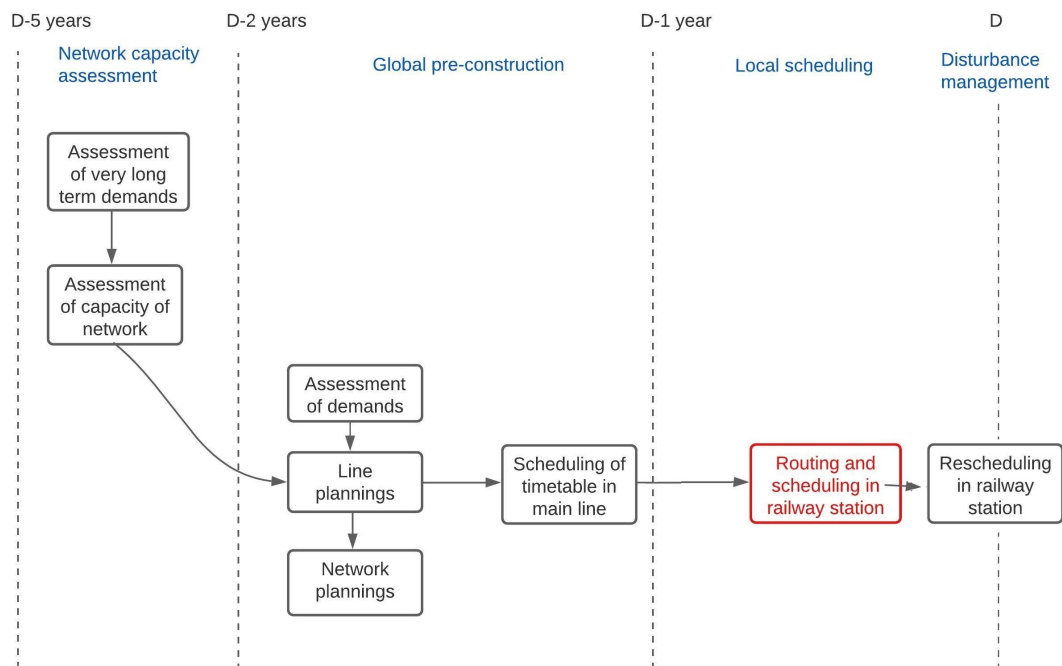 D-5 years
D-2 years
D-1 year
D
Network capacity
assessment
Global pre-construction
Local scheduling
Disturbance
management
Assessment
of very long
term demands
Assessment
of capacity of
network
Assessment
of demands
Line
plannings
Network
plannings
Scheduling of
timetable in
main line
Routing and
scheduling in
railway station
Rescheduling
in railway
station